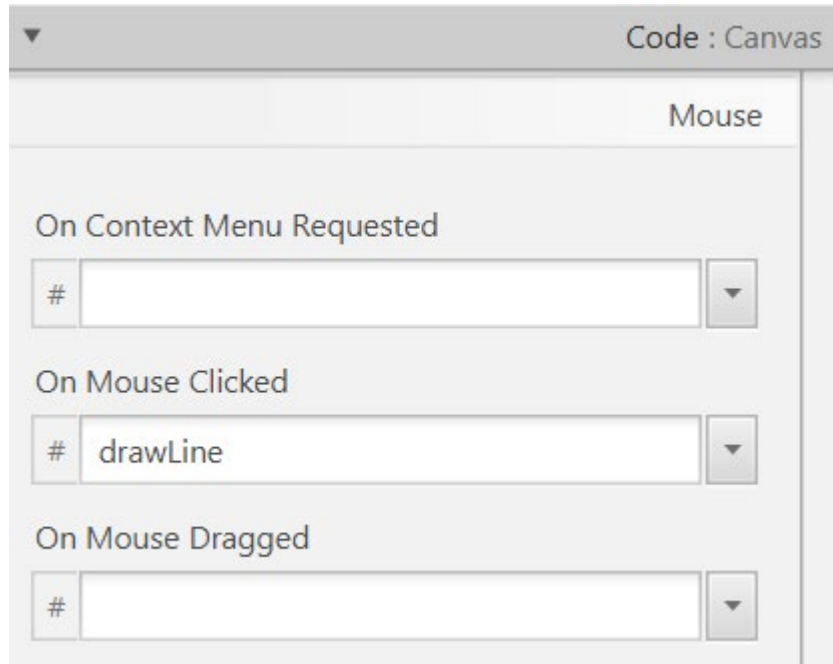 Code : Canvas
Mouse
On Context Menu Requested
#
On Mouse Clicked
# drawLine
On Mouse Dragged
#